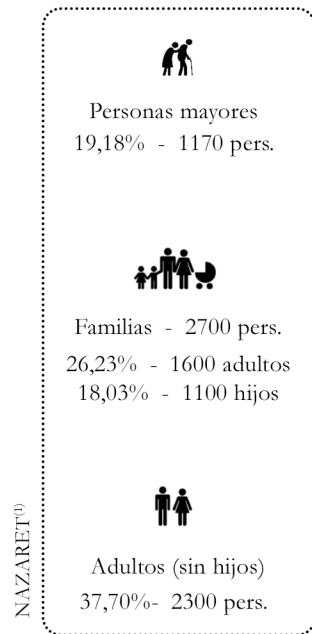 Personas mayores
19,18% - 1170 pers.
Familias - 2700 pers.
26,23% - 1600 adultos
18,03% - 1100 hijos
Adultos (sin hijos)
37,70%- 2300 pers.
NAZARET(1)